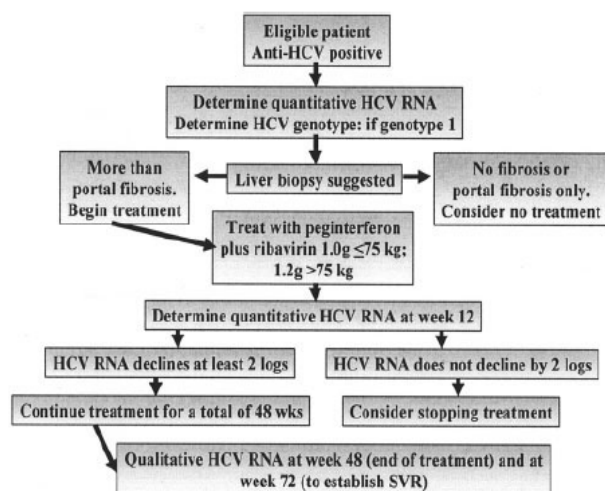 Eligible patient
Anti-HCV positive
Determine quantitative HCV RNA
Determine HCV genotype: if genotype 1
More than
portal fibrosis.
Begin treatment
Liver biopsy suggested
No fibrosis or
portal fibrosis only.
Consider no treatment
Treat with peginterferon
plus ribavirin 1.0g ≤75 kg;
1.2g >75 kg
Determine quantitative HCV RNA at week 12
HCV RNA declines at least 2 logs
HCV RNA does not decline by 2 logs
Continue treatment for a total of 48 wks
Consider stopping treatment
Qualitative HCV RNA at week 48 (end of treatment) and at
week 72 (to establish SVR)